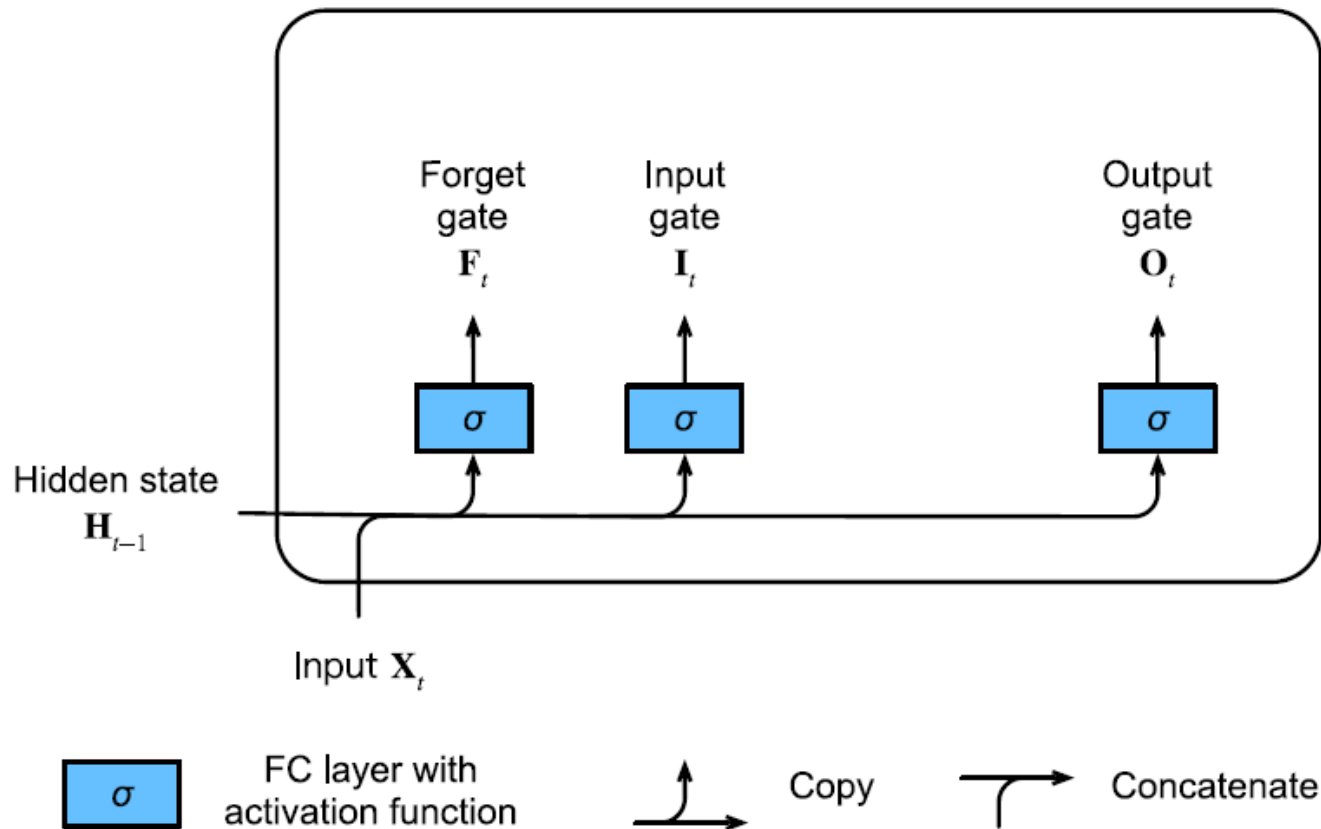 Forget
gate
F_t
Input
gate
I_t
Output
gate
O_t
σ
σ
σ
Hidden state
H_{t−1}
Input X_t
σ
FC layer with
activation function
Copy
Concatenate